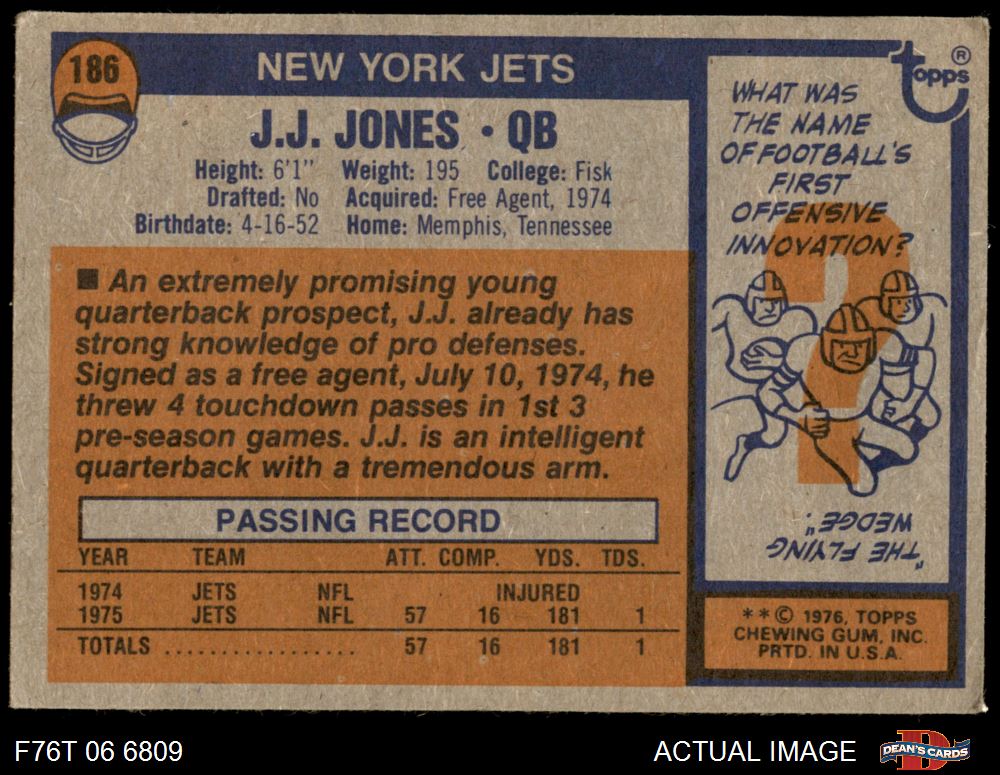 186
NEW YORK JETS
J.J. JONES • QB
Height: 6'1" Weight: 195 College: Fisk
Drafted: No Acquired: Free Agent, 1974
Birthdate: 4-16-52 Home: Memphis, Tennessee
■ An extremely promising young
quarterback prospect, J.J. already has
strong knowledge of pro defenses.
Signed as a free agent, July 10, 1974, he
threw 4 touchdown passes in 1st 3
pre-season games. J.J. is an intelligent
quarterback with a tremendous arm.
PASSING RECORD
YEAR TEAM ATT. COMP. YDS. TDS.
1974 JETS NFL INJURED
1975 JETS NFL 57 16 181 1
TOTALS ................. 57 16 181 1
topps ®
WHAT WAS
THE NAME
OF FOOTBALL'S
FIRST
OFFENSIVE
INNOVATION?
?
"THE FLYING
WEDGE."
** © 1976, TOPPS
CHEWING GUM, INC.
PRTD. IN U.S.A.
F76T 06 6809
ACTUAL IMAGE
D
DEAN'S CARDS